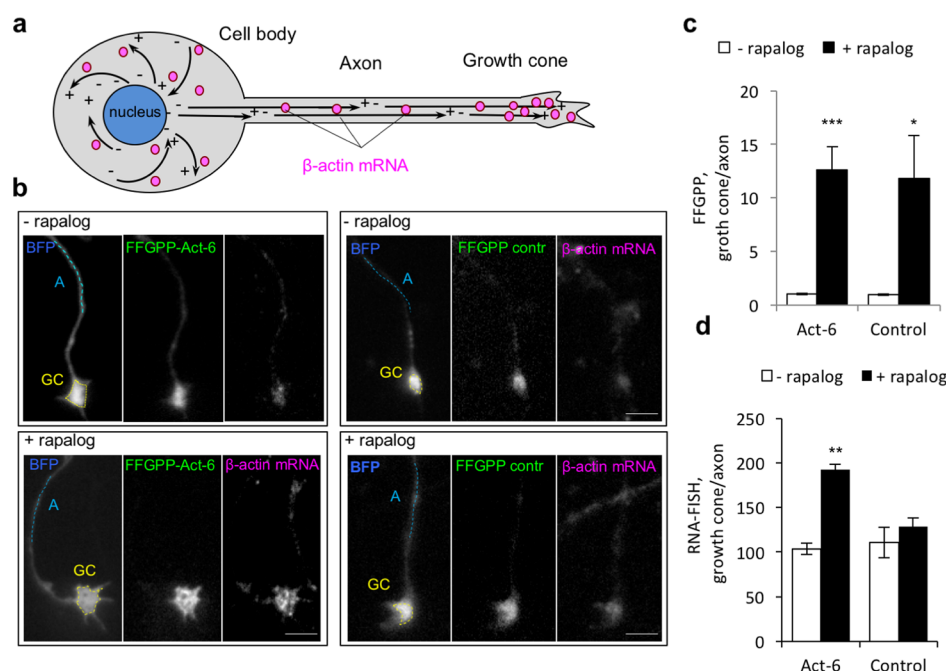 a
Cell body
Axon
Growth cone
nucleus
β-actin mRNA
+ + + + + + + +
- - - - - - - - -
b
- rapalog
BFP
FFGPP-Act-6
A
GC
- rapalog
BFP
FFGPP contr
β-actin mRNA
A
GC
+ rapalog
BFP
FFGPP-Act-6
β-actin mRNA
A
GC
+ rapalog
BFP
FFGPP contr
β-actin mRNA
A
GC
c
- rapalog
+ rapalog
FFGPP,
groth cone/axon
20
15
10
5
0
***
*
Act-6
Control
d
- rapalog
+ rapalog
RNA-FISH,
growth cone/axon
250
200
150
100
50
0
**
Act-6
Control